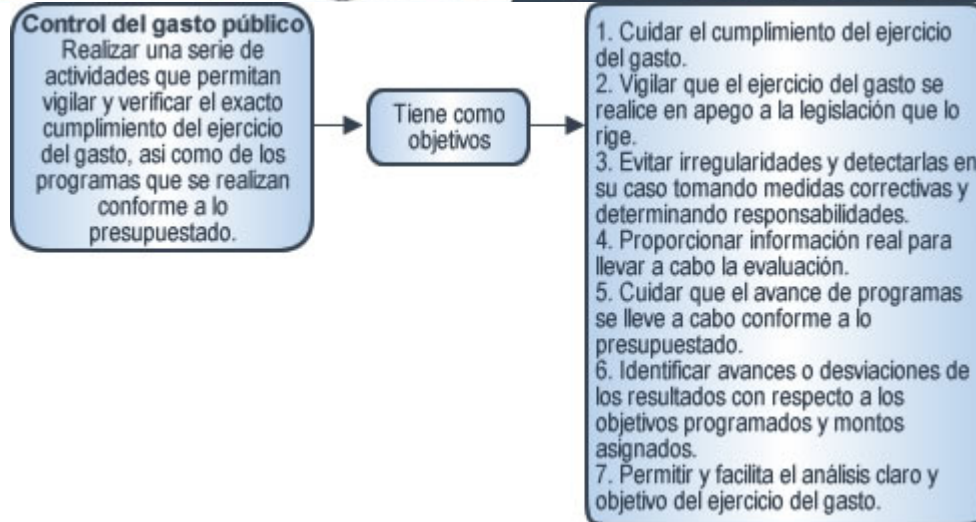 Control del gasto público
Realizar una serie de
actividades que permitan
vigilar y verificar el exacto
cumplimiento del ejercicio
del gasto, asi como de los
programas que se realizan
conforme a lo
presupuestado.
Tiene como
objetivos
1. Cuidar el cumplimiento del ejercicio
del gasto.
2. Vigilar que el ejercicio del gasto se
realice en apego a la legislación que lo
rige.
3. Evitar irregularidades y detectarlas en
su caso tomando medidas correctivas y
determinando responsabilidades.
4. Proporcionar información real para
llevar a cabo la evaluación.
5. Cuidar que el avance de programas
se lleve a cabo conforme a lo
presupuestado.
6. Identificar avances o desviaciones de
los resultados con respecto a los
objetivos programados y montos
asignados.
7. Permitir y facilita el análisis claro y
objetivo del ejercicio del gasto.